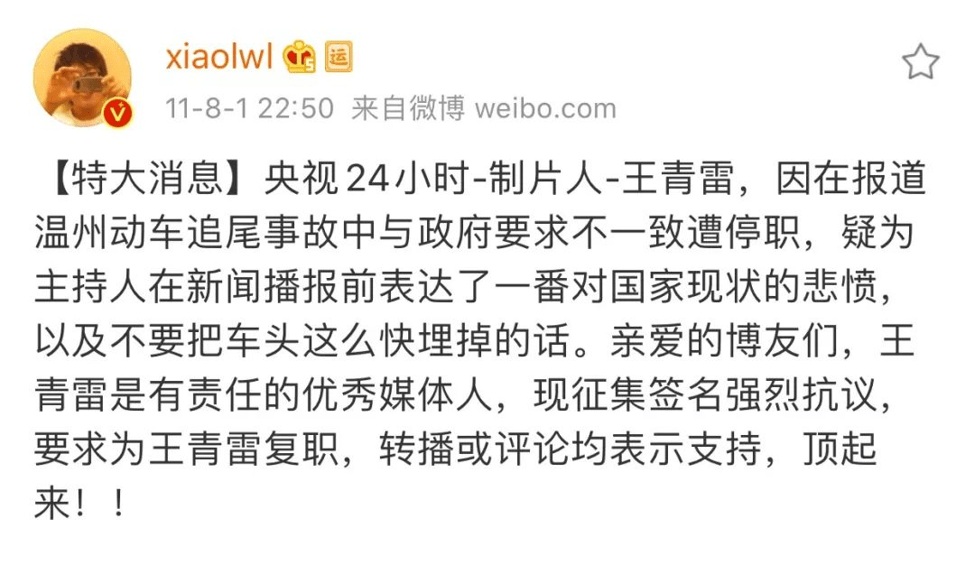 xiaolwl 运
11-8-1 22:50 来自微博 weibo.com
【特大消息】央视24小时-制片人-王青雷，因在报道
温州动车追尾事故中与政府要求不一致遭停职，疑为
主持人在新闻播报前表达了一番对国家现状的悲愤，
以及不要把车头这么快埋掉的话。亲爱的博友们，王
青雷是有责任的优秀媒体人，现征集签名强烈抗议，
要求为王青雷复职，转播或评论均表示支持，顶起
来！！